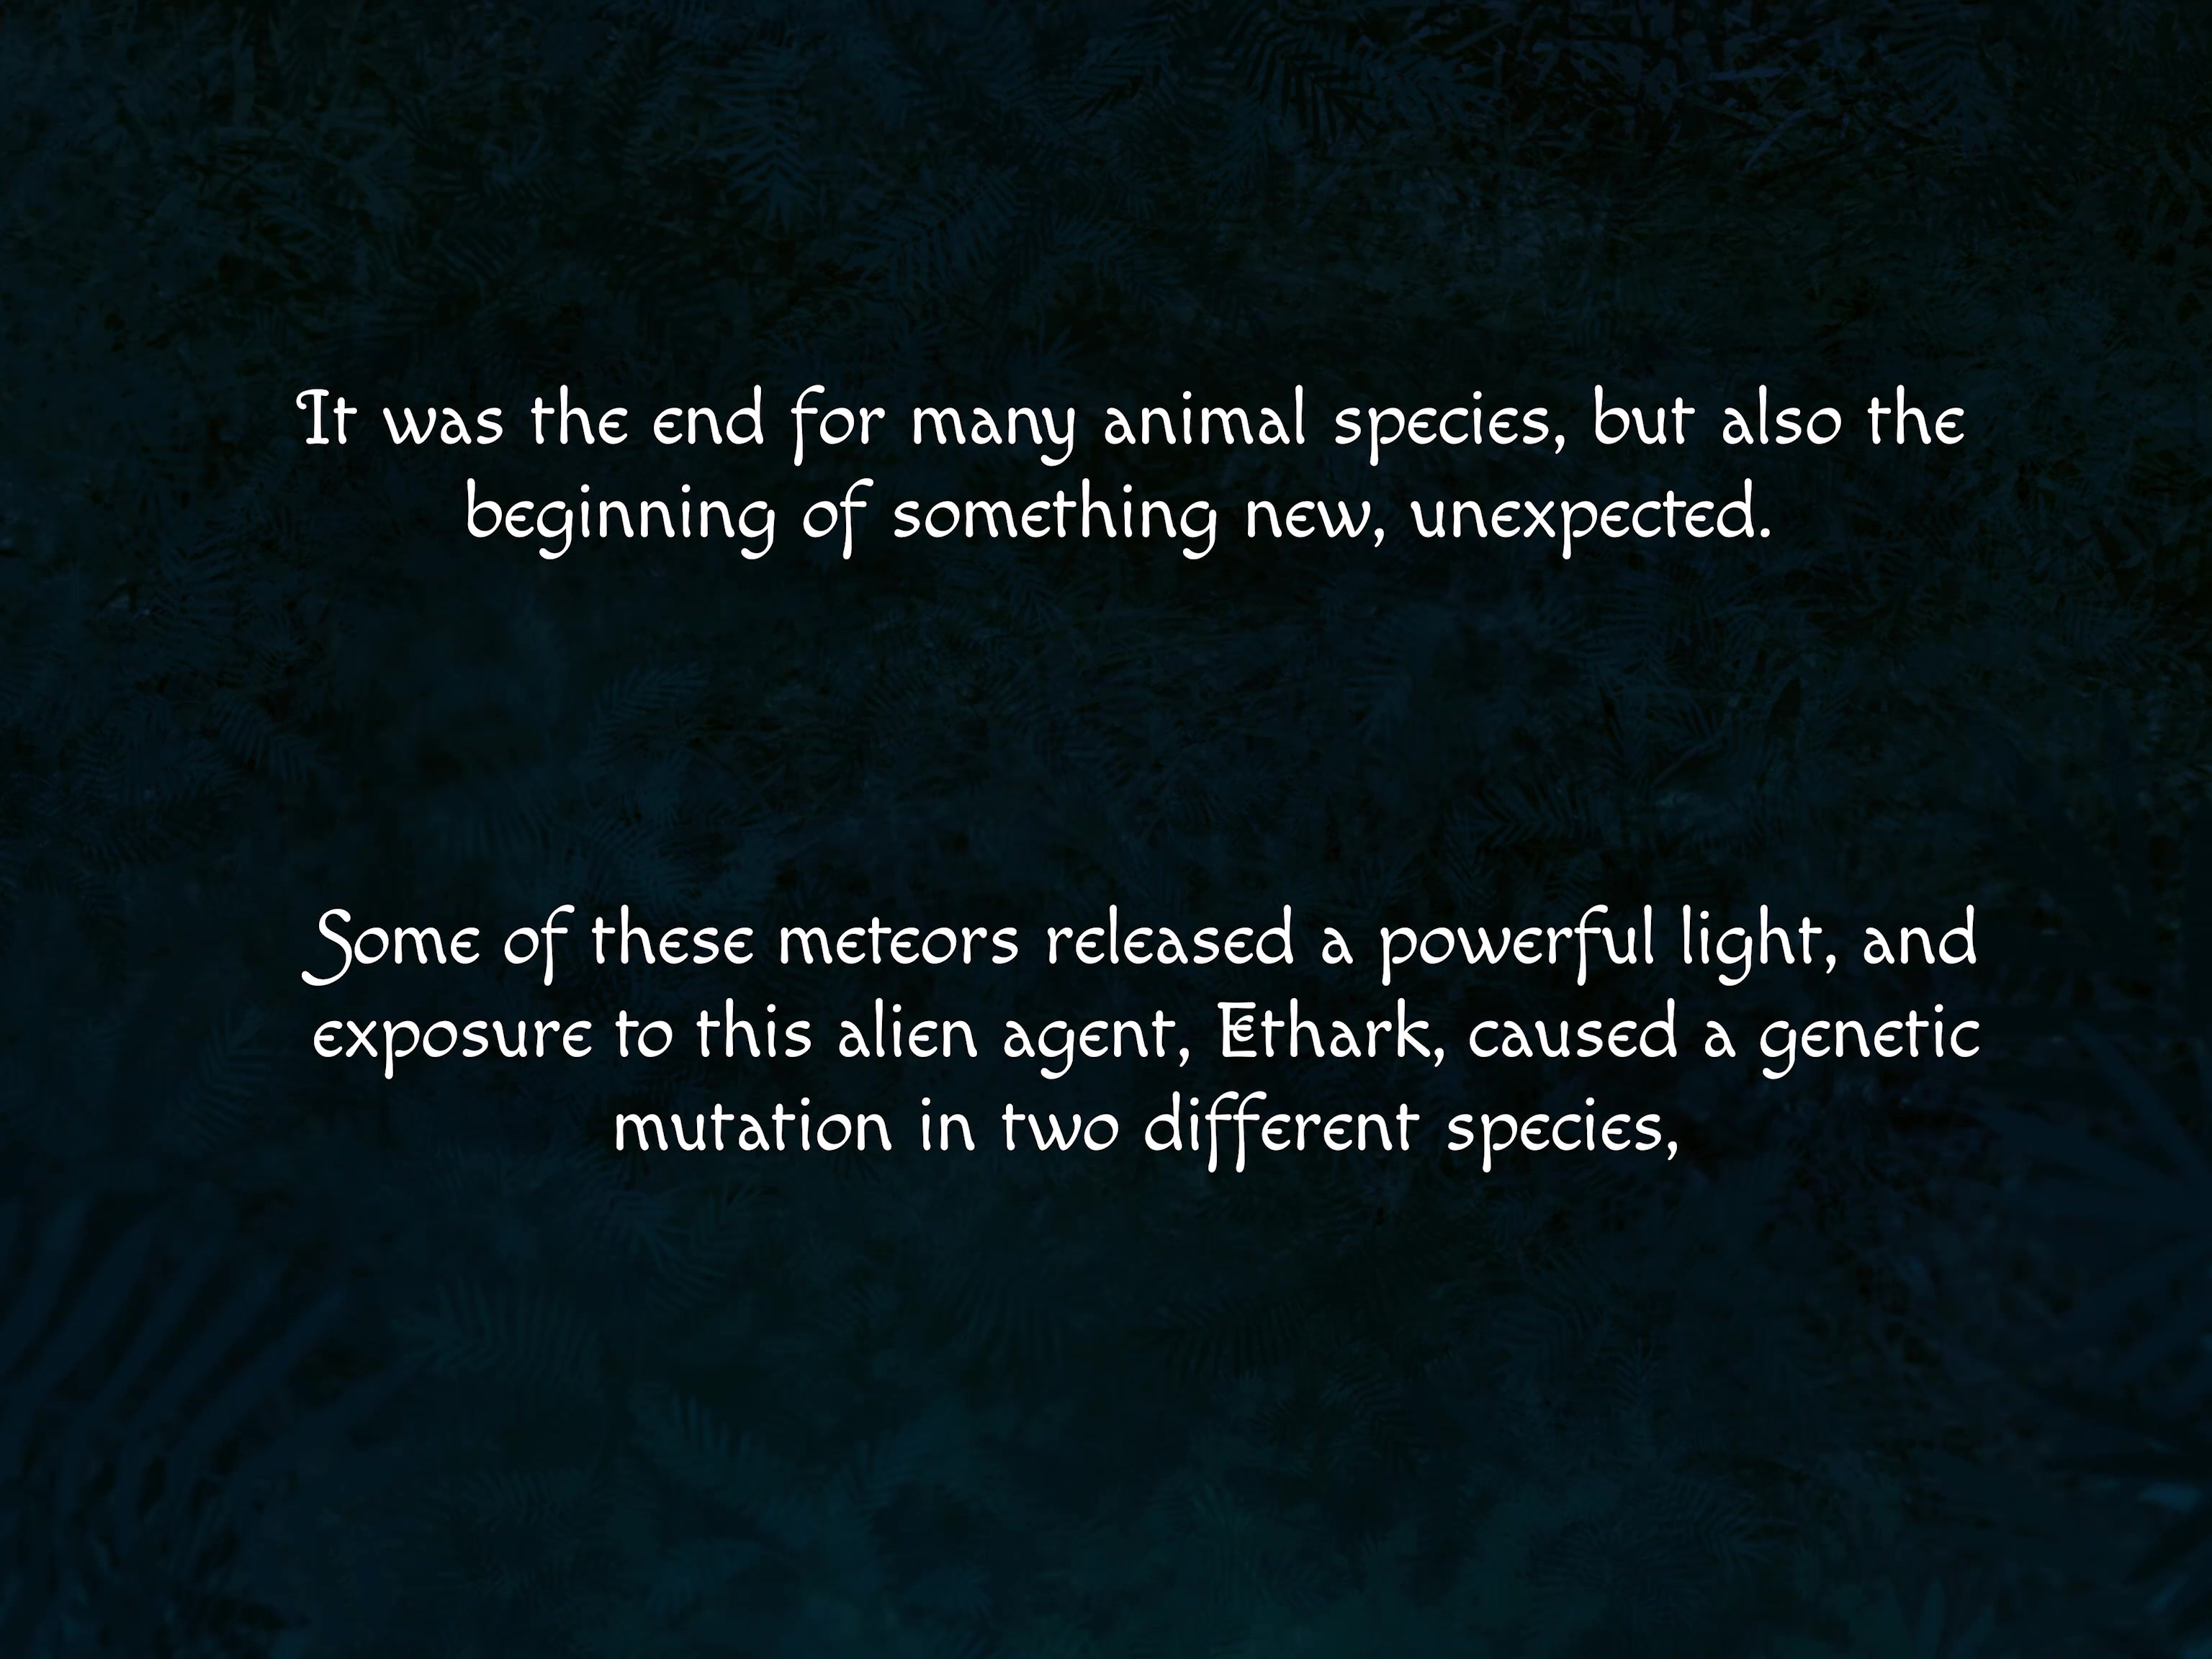 It was the end for many animal species, but also the
beginning of something new, unexpected.
Some of these meteors released a powerful light, and
exposure to this alien agent, Ethark, caused a genetic
mutation in two different species,